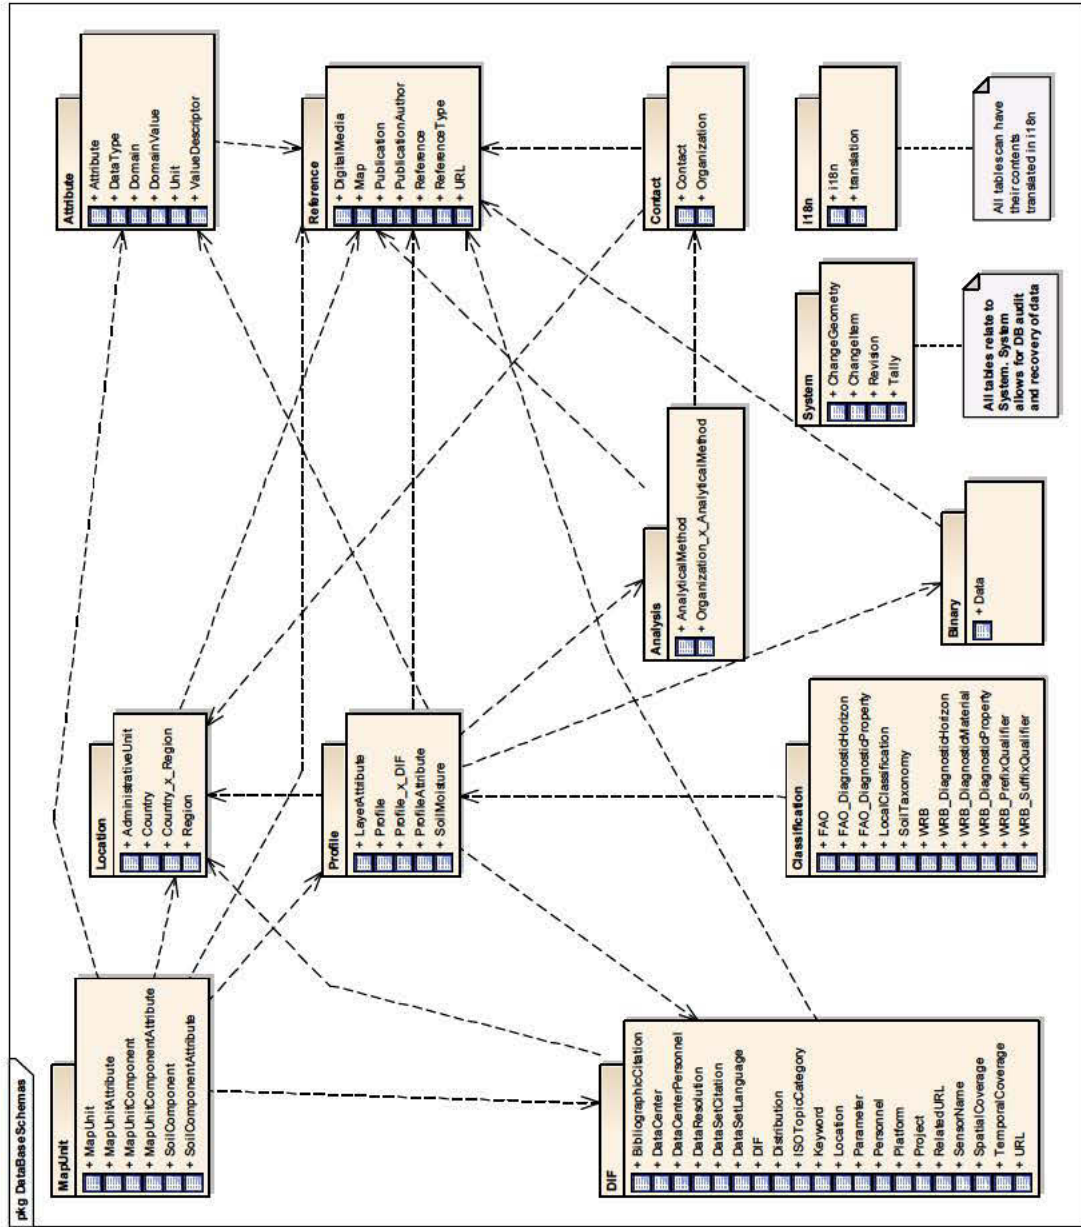 pkg DataBaseSchemas
MapUnit
+ MapUnit
+ MapUnitAttribute
+ MapUnitComponent
+ MapUnitComponentAttribute
+ SoilComponent
+ SoilComponentAttribute
Location
+ AdministrativeUnit
+ Country
+ Country_x_Region
+ Region
Attribute
+ Attribute
+ DataType
+ Domain
+ DomainValue
+ Unit
+ ValueDescriptor
Profile
+ LayerAttribute
+ Profile
+ Profile_x_DIF
+ ProfileAttribute
+ SoilMoisture
Reference
+ DigitalMedia
+ Map
+ Publication
+ PublicationAuthor
+ Reference
+ ReferenceType
+ URL
DIF
+ BibliographicCitation
+ DataCenter
+ DataCenterPersonnel
+ DataResolution
+ DataSetCitation
+ DataSetLanguage
+ DIF
+ Distribution
+ ISOTopicCategory
+ Keyword
+ Location
+ Parameter
+ Personnel
+ Platform
+ Project
+ RelatedURL
+ SensorName
+ SpatialCoverage
+ TemporalCoverage
+ URL
Analysis
+ AnalyticalMethod
+ Organization_x_AnalyticalMethod
Contact
+ Contact
+ Organization
Classification
+ FAO
+ FAO_DiagnosticHorizon
+ FAO_DiagnosticProperty
+ LocalClassification
+ SoilTaxonomy
+ WRB
+ WRB_DiagnosticHorizon
+ WRB_DiagnosticMaterial
+ WRB_DiagnosticProperty
+ WRB_PrefixQualifier
+ WRB_SuffixQualifier
System
+ ChangeGeometry
+ ChangeItem
+ Revision
+ Tally
I18n
+ i18n
+ translation
Binary
+ Data
All tables relate to
System. System
allows for DB audit
and recovery of data
All tablescan have
their contents
translated in i18n